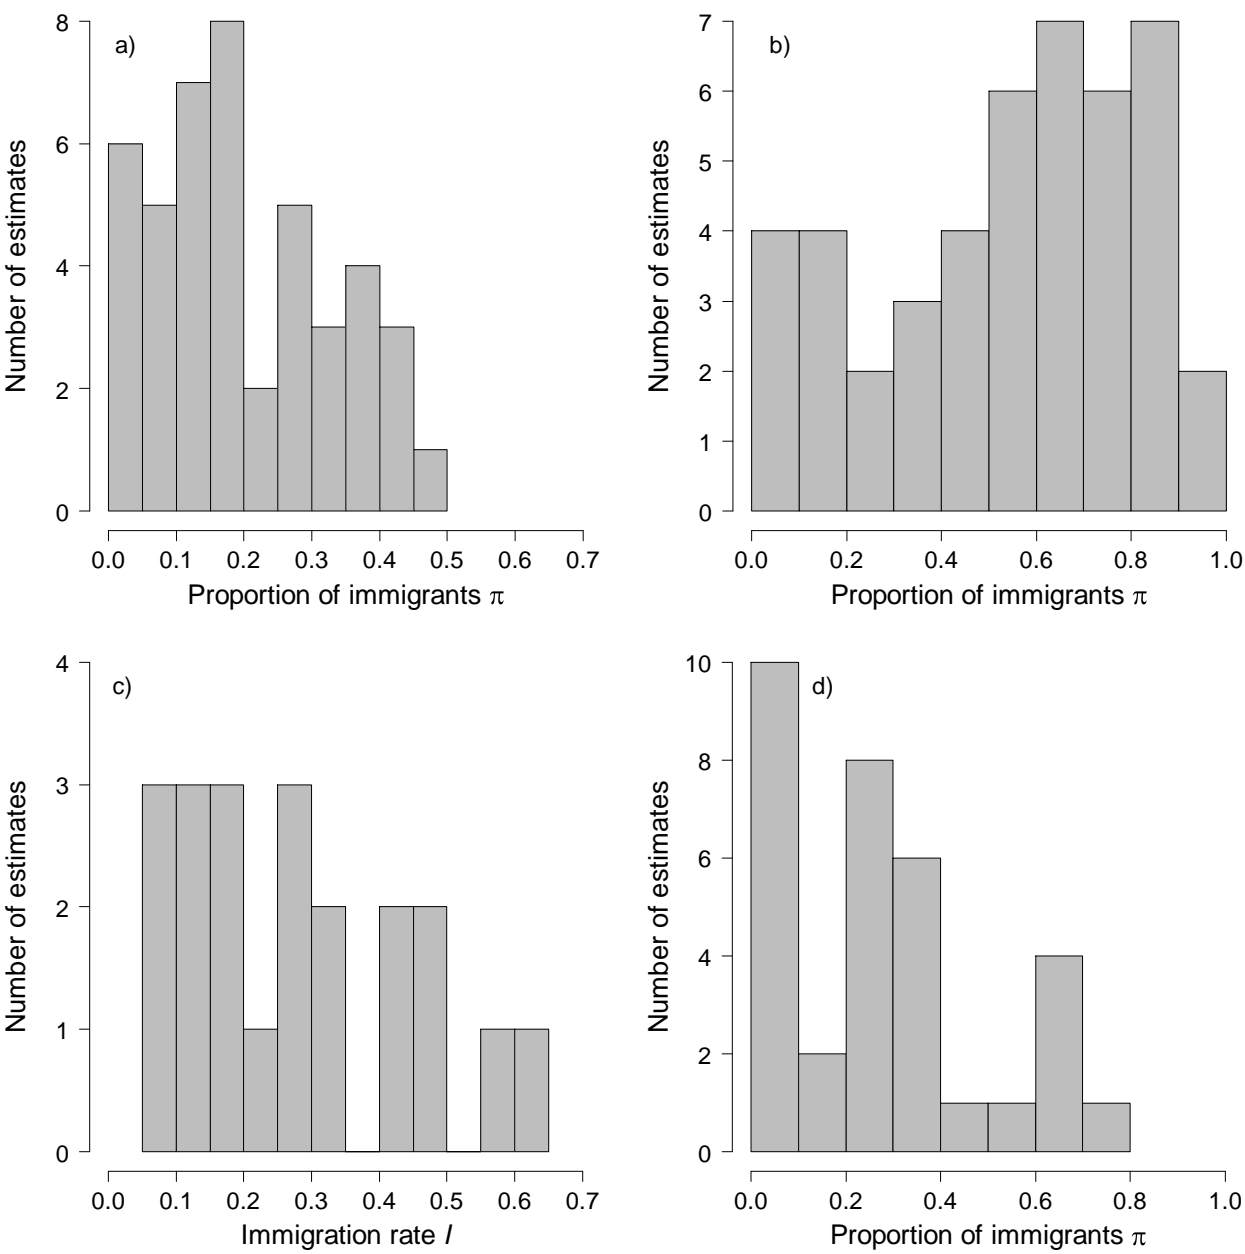 a)
Number of estimates
8
6
4
2
0
0.0 0.1 0.2 0.3 0.4 0.5 0.6 0.7
Proportion of immigrants π
b)
Number of estimates
7
6
5
4
3
2
1
0
0.0 0.2 0.4 0.6 0.8 1.0
Proportion of immigrants π
c)
Number of estimates
4
3
2
1
0
0.0 0.1 0.2 0.3 0.4 0.5 0.6 0.7
Immigration rate I
d)
Number of estimates
10
8
6
4
2
0
0.0 0.2 0.4 0.6 0.8 1.0
Proportion of immigrants π